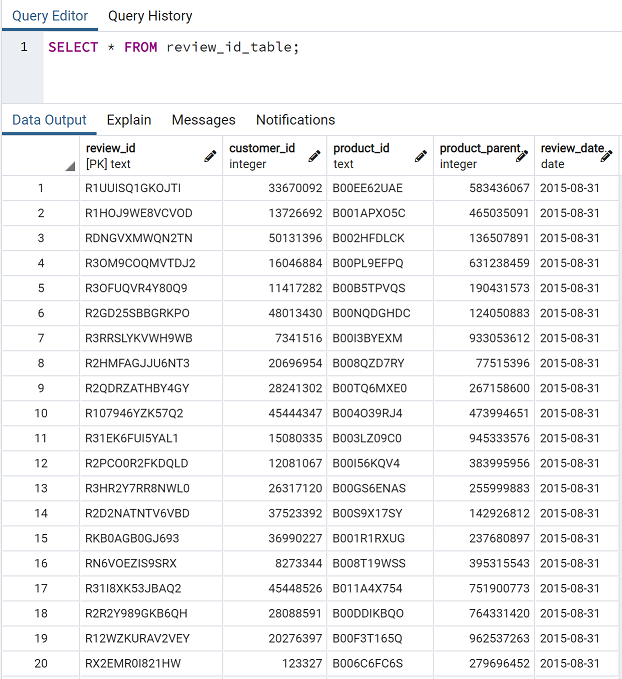 Query Editor Query History
1 SELECT * FROM review_id_table;
Data Output Explain Messages Notifications
review_id customer_id product_id product_parent review_date
[PK] text integer text integer date
1 R1UUISQ1GKOJTI 33670092 B00EE62UAE 583436067 2015-08-31
2 R1HOJ9WE8VCVOD 13726692 B001APXO5C 465035091 2015-08-31
3 RDNGVXMWQN2TN 50131396 B002HFDLCK 136507891 2015-08-31
4 R3OM9COQMVTDJ2 16046884 B00PL9EFPQ 631238459 2015-08-31
5 R3OFUQVR4Y80Q9 11417282 B00B5TPVQS 190431573 2015-08-31
6 R2GD25SBBGRKPO 48013430 B00NQDGHDC 124050883 2015-08-31
7 R3RRSLYKVWH9WB 7341516 B00I3BYEXM 933053612 2015-08-31
8 R2HMFAGJJU6NT3 20696954 B008QZD7RY 77515396 2015-08-31
9 R2QDRZATHBY4GY 28241302 B00TQ6MXE0 267158600 2015-08-31
10 R107946YZK57Q2 45444347 B004O39RJ4 473994651 2015-08-31
11 R31EK6FUI5YAL1 15080335 B003LZ09C0 945333576 2015-08-31
12 R2PCO0R2FKDQLD 12081067 B00I56KQV4 383995956 2015-08-31
13 R3HR2Y7RR8NWL0 26317120 B00GS6ENAS 255999883 2015-08-31
14 R2D2NATNTV6VBD 37523392 B00S9X17SY 142926812 2015-08-31
15 RKB0AGB0GJ693 36990227 B001R1RXUG 237680897 2015-08-31
16 RN6VOEZIS9SRX 8273344 B008T19WSS 395315543 2015-08-31
17 R31I8XK53JBAQ2 45448526 B011A4X754 751900773 2015-08-31
18 R2R2Y989GKB6QH 28088591 B00DDIKBQO 764331420 2015-08-31
19 R12WZKURAV2VEY 20276397 B00F3T165Q 962537263 2015-08-31
20 RX2EMR0I821HW 123327 B006C6FC6S 279696452 2015-08-31